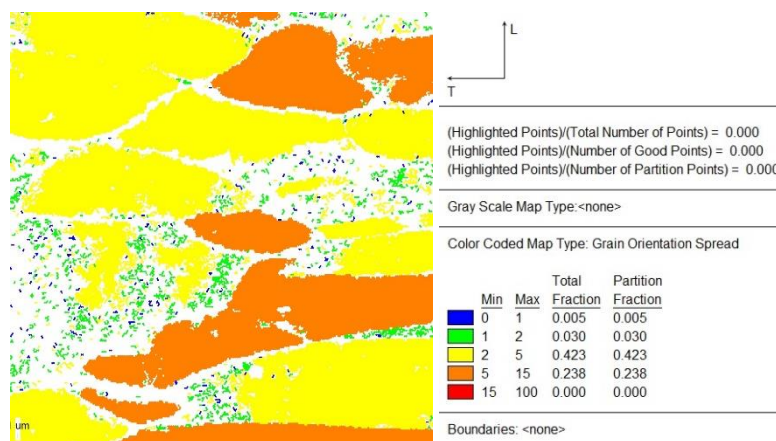 L
T
(Highlighted Points)/(Total Number of Points) = 0.000
(Highlighted Points)/(Number of Good Points) = 0.000
(Highlighted Points)/(Number of Partition Points) = 0.000
Gray Scale Map Type:<none>
Color Coded Map Type: Grain Orientation Spread
Total Partition
Min Max Fraction Fraction
0 1 0.005 0.005
1 2 0.030 0.030
2 5 0.423 0.423
5 15 0.238 0.238
15 100 0.000 0.000
um
Boundaries: <none>